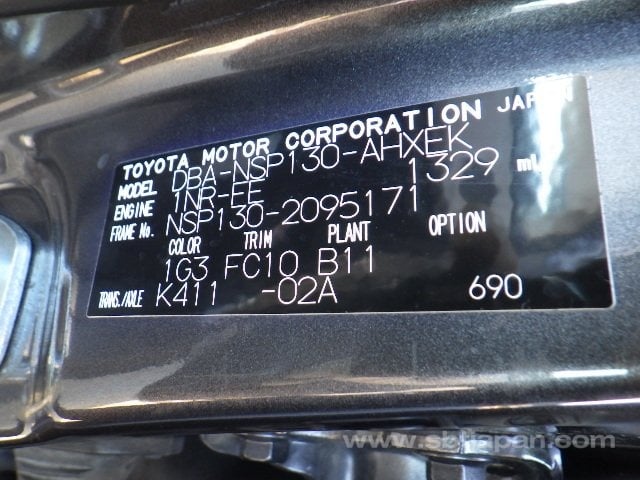 TOYOTA MOTOR CORPORATION JAPAN
MODEL DBA-NSP130-AHXEK
ENGINE 1NR-FE 1329 ml
FRAME No. NSP130-2095171
COLOR TRIM PLANT OPTION
1G3 FC10 B11
TRANS./AXLE K411 -02A 690
www.sbtjapan.com